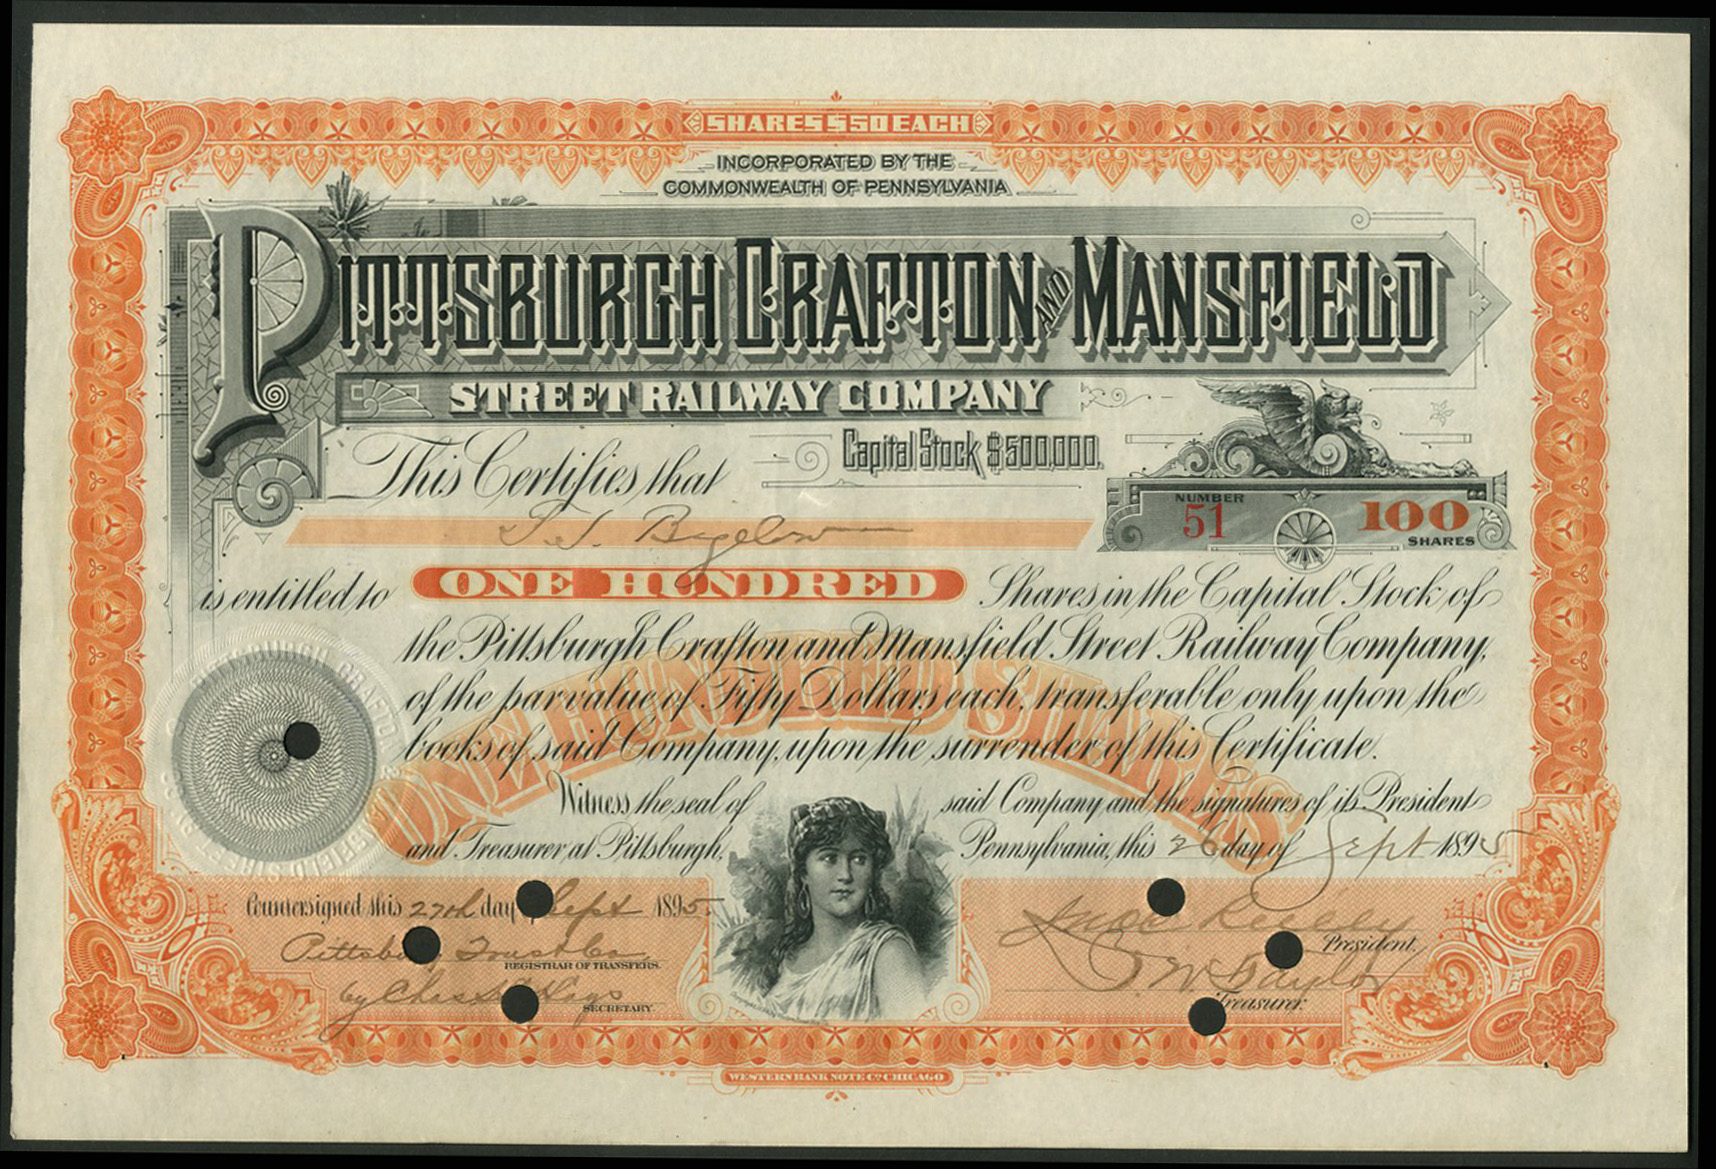 SHARES $50 EACH
INCORPORATED BY THE
COMMONWEALTH OF PENNSYLVANIA
PITTSBURGH CRAFTON AND MANSFIELD
STREET RAILWAY COMPANY
Capital Stock $500,000.
This Certifies that
NUMBER 51
100 SHARES
Bigelow
is entitled to ONE HUNDRED Shares in the Capital Stock of
the Pittsburgh Crafton and Mansfield Street Railway Company,
of the par value of Fifty Dollars each, transferable only upon the
books of said Company, upon the surrender of this Certificate.
ONE HUNDRED SHARES
Witness the seal of said Company and the signatures of its President
and Treasurer at Pittsburgh, Pennsylvania, this 26 day of Sept 1895
Countersigned this 27th day of Sept 1895.
Pittsburgh Trust Co
REGISTRAR OF TRANSFERS.
by Chas
SECRETARY.
President.
W Taylor
Treasurer.
WESTERN BANK NOTE CO. CHICAGO